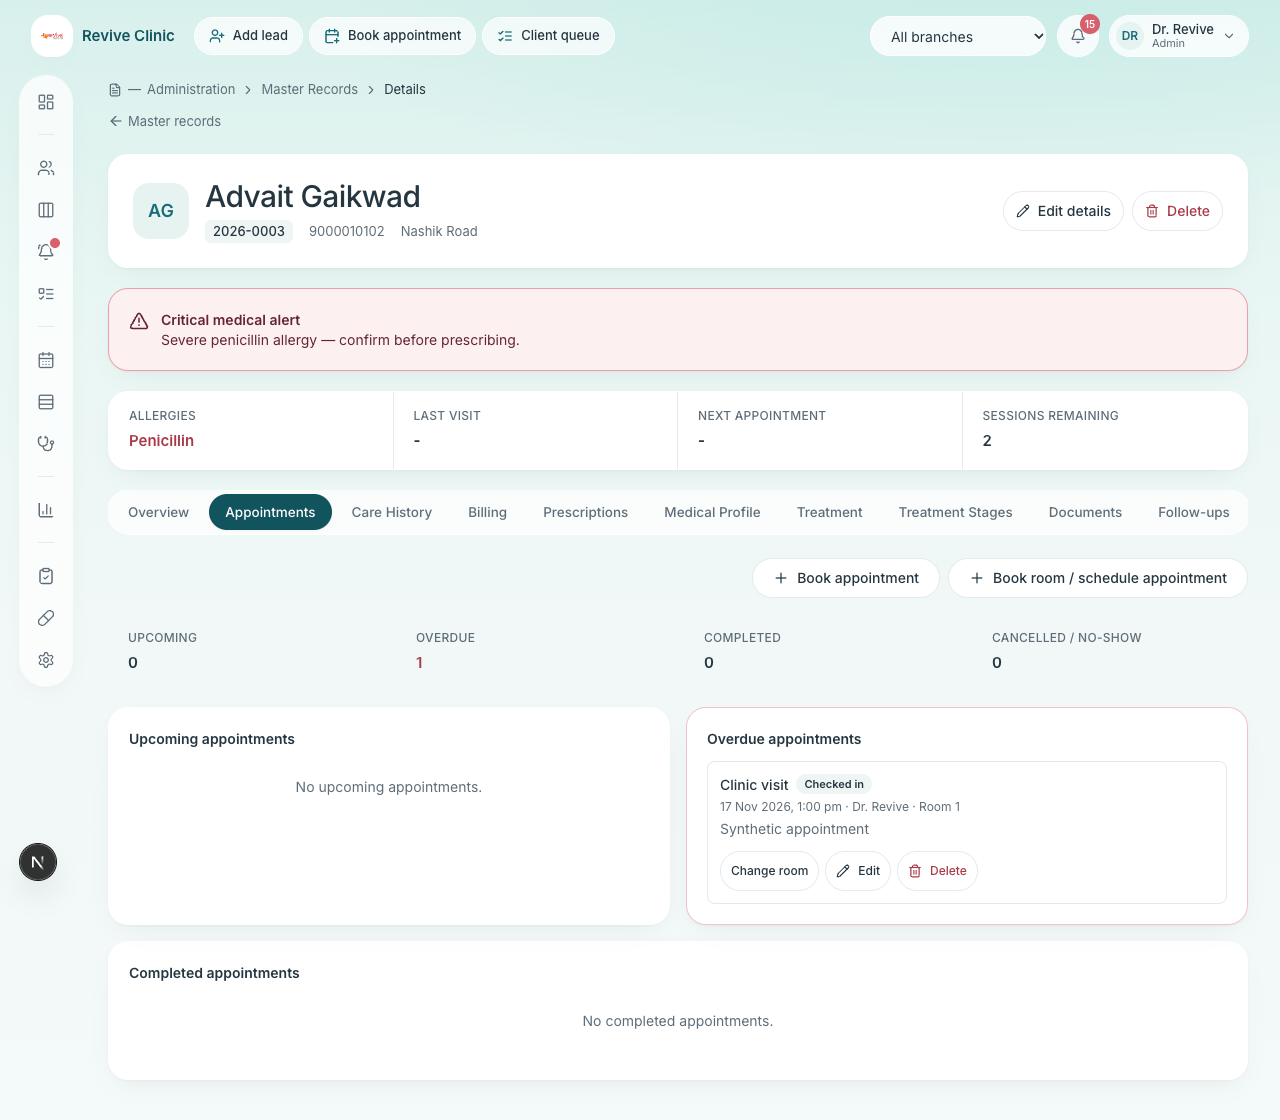 Revive Clinic
Add lead
Book appointment
Client queue
All branches
15
DR
Dr. Revive
Admin
— Administration > Master Records > Details
Master records
AG
Advait Gaikwad
2026-0003 9000010102 Nashik Road
Edit details
Delete
Critical medical alert
Severe penicillin allergy — confirm before prescribing.
ALLERGIES
Penicillin
LAST VISIT
-
NEXT APPOINTMENT
-
SESSIONS REMAINING
2
Overview Appointments Care History Billing Prescriptions Medical Profile Treatment Treatment Stages Documents Follow-ups
+ Book appointment
+ Book room / schedule appointment
UPCOMING
0
OVERDUE
1
COMPLETED
0
CANCELLED / NO-SHOW
0
Upcoming appointments
No upcoming appointments.
Overdue appointments
Clinic visit Checked in
17 Nov 2026, 1:00 pm · Dr. Revive · Room 1
Synthetic appointment
Change room
Edit
Delete
N
Completed appointments
No completed appointments.